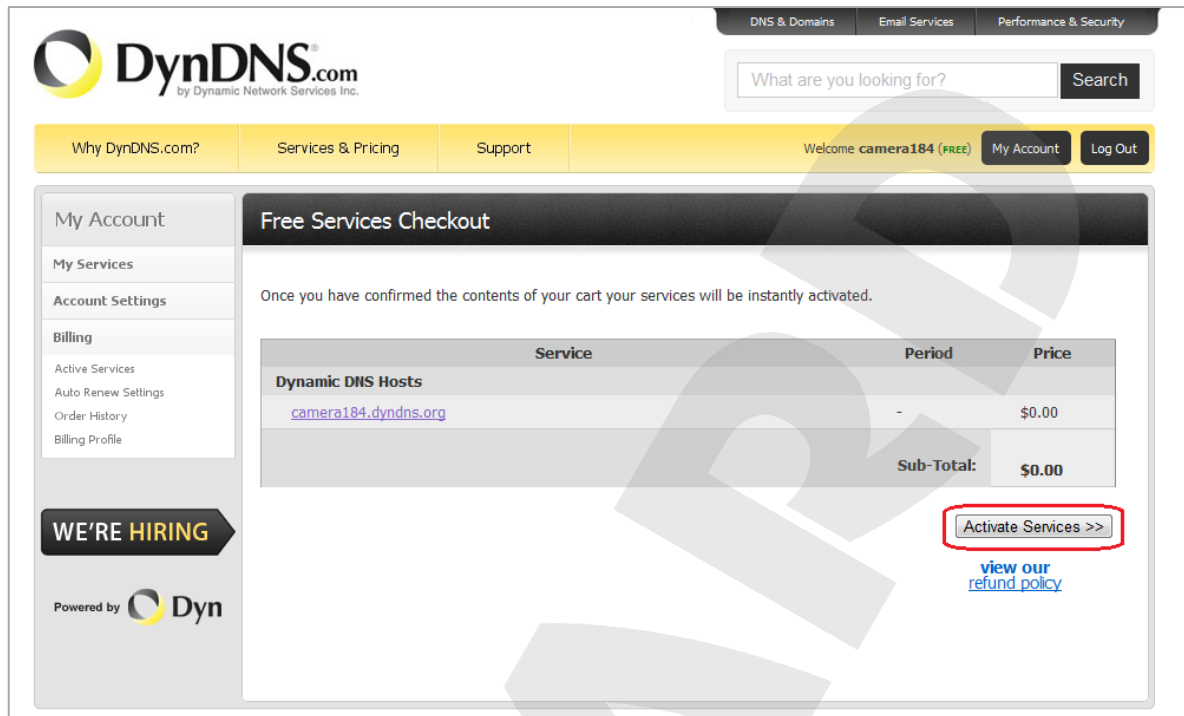 DNS & Domains Email Services Performance & Security
DynDNS.com
by Dynamic Network Services Inc.
What are you looking for? Search
Why DynDNS.com? Services & Pricing Support Welcome camera184 (FREE) My Account Log Out
My Account
My Services
Account Settings
Billing
Active Services
Auto Renew Settings
Order History
Billing Profile
WE'RE HIRING
Powered by Dyn
Free Services Checkout
Once you have confirmed the contents of your cart your services will be instantly activated.
Service Period Price
Dynamic DNS Hosts
camera184.dyndns.org - $0.00
Sub-Total: $0.00
Activate Services >>
view our
refund policy